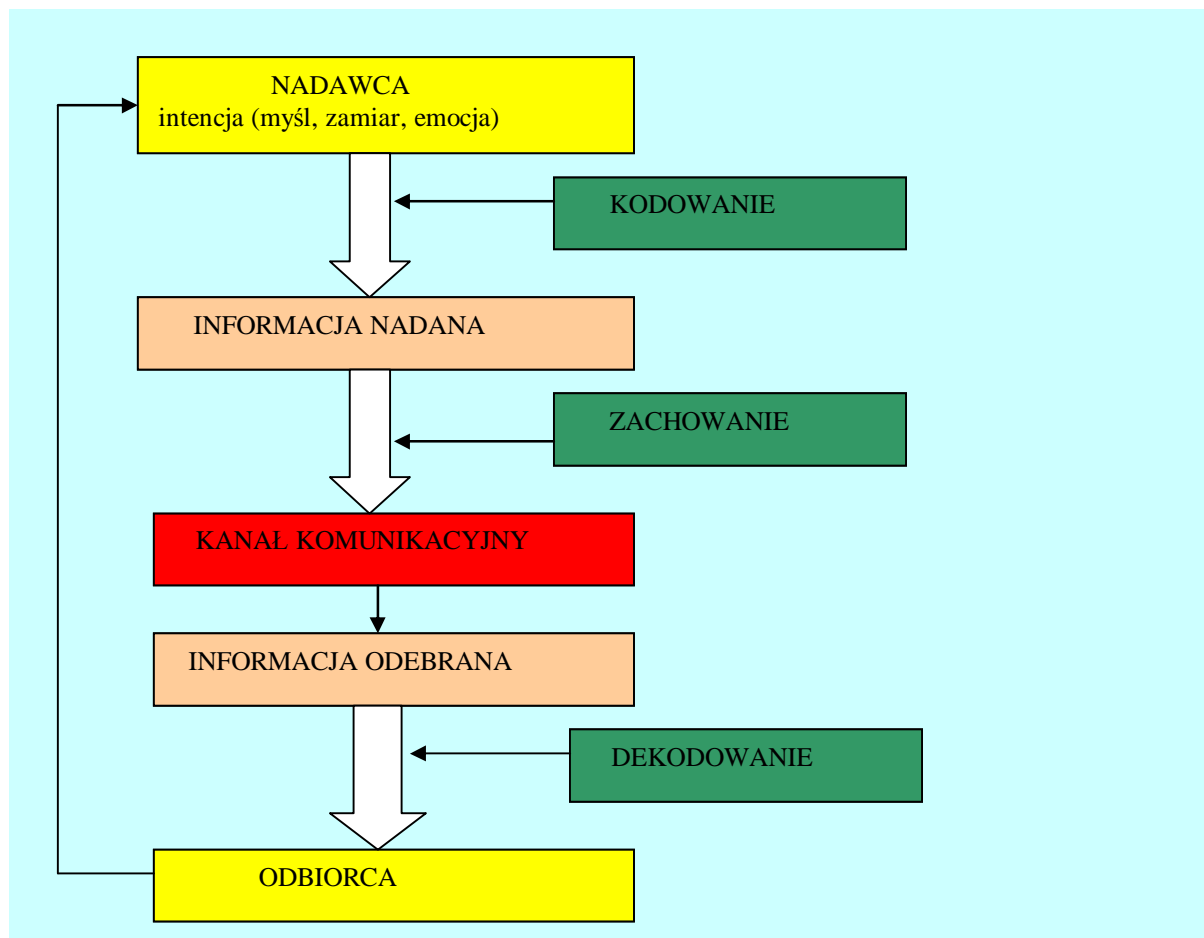 NADAWCA
intencja (myśl, zamiar, emocja)
KODOWANIE
INFORMACJA NADANA
ZACHOWANIE
KANAŁ KOMUNIKACYJNY
INFORMACJA ODEBRANA
DEKODOWANIE
ODBIORCA